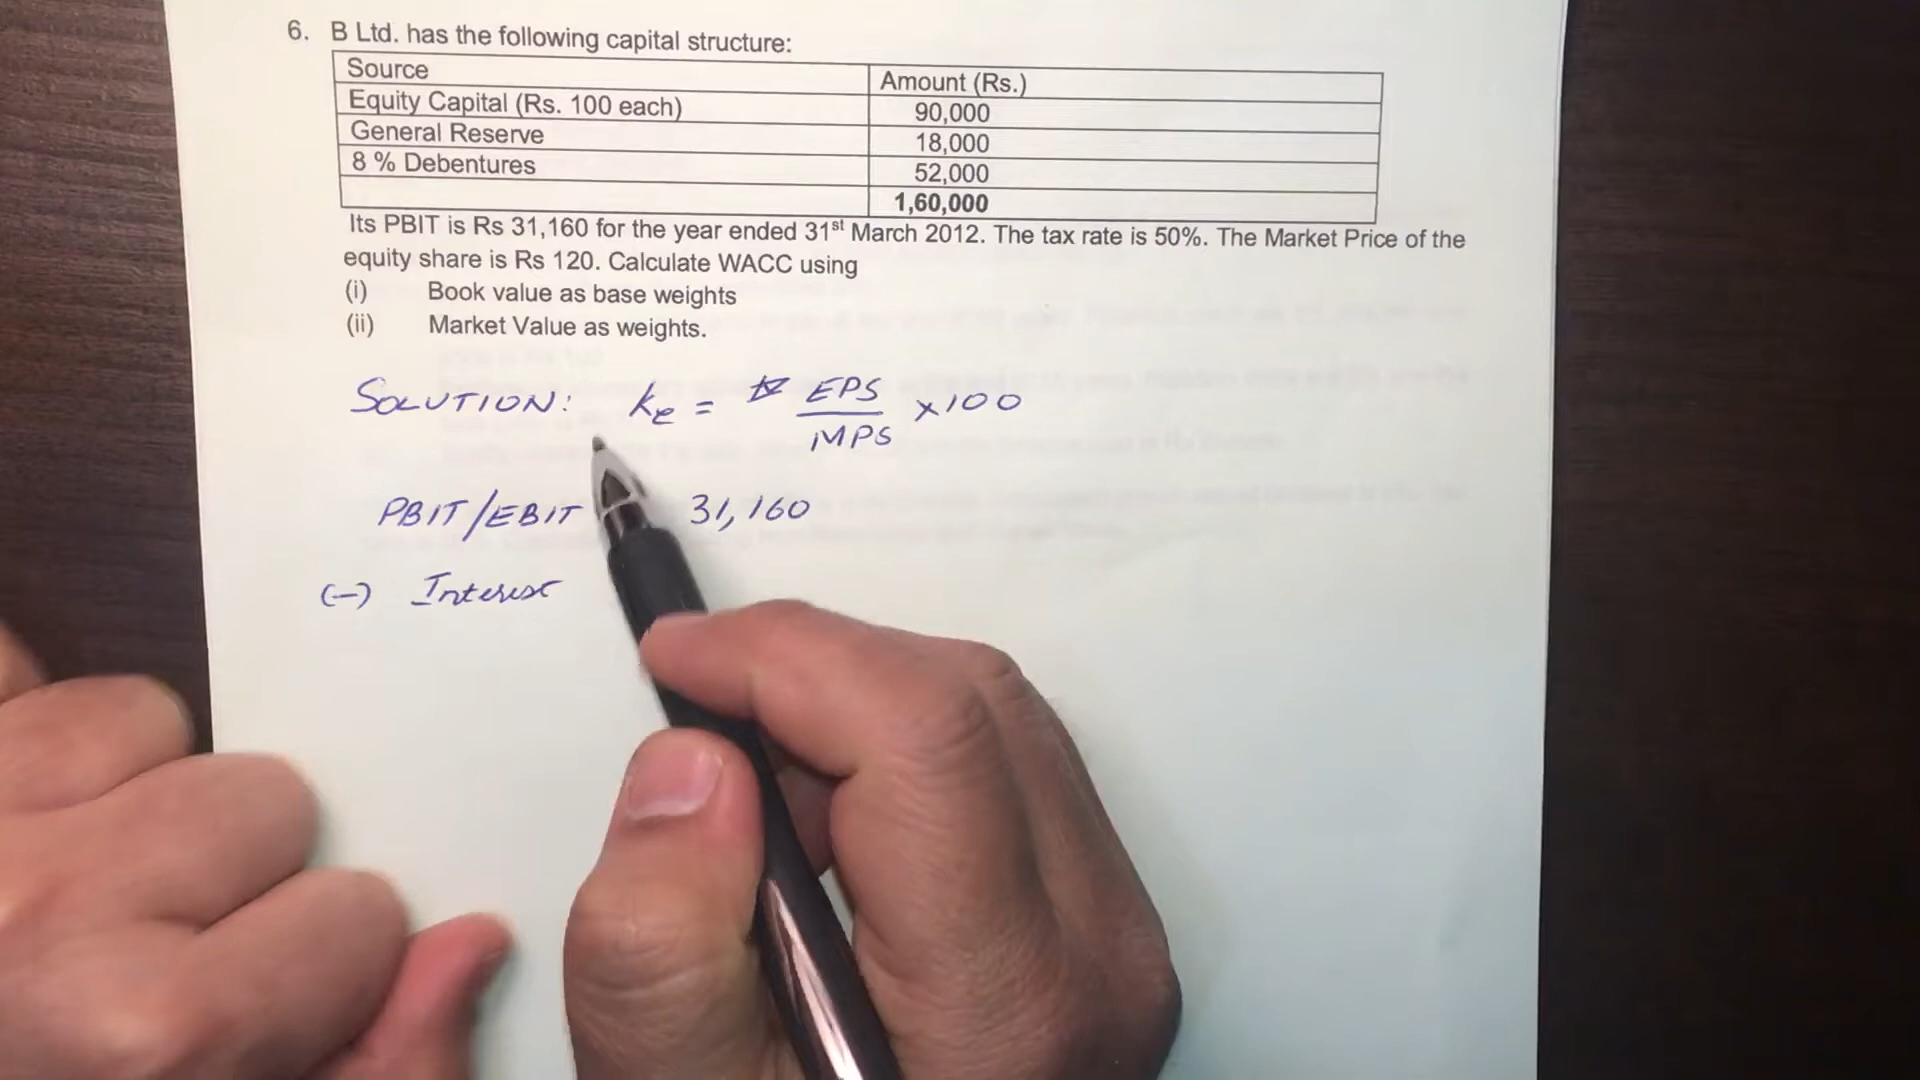 6. B Ltd. has the following capital structure:
Source Amount (Rs.)
Equity Capital (Rs. 100 each) 90,000
General Reserve 18,000
8 % Debentures 52,000
1,60,000
Its PBIT is Rs 31,160 for the year ended 31st March 2012. The tax rate is 50%. The Market Price of the
equity share is Rs 120. Calculate WACC using
(i) Book value as base weights
(ii) Market Value as weights.
SOLUTION: Ke = EPS
MPS ×100
PBIT/EBIT 31,160
(-) Interest